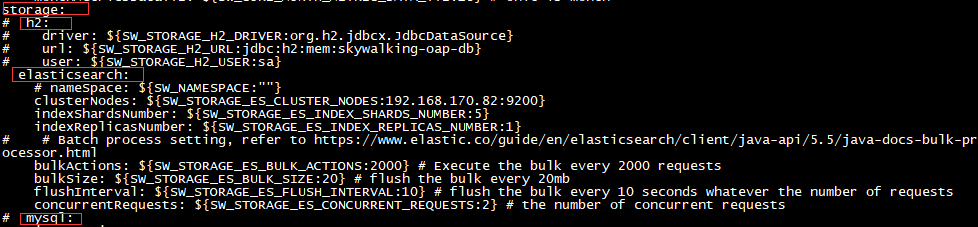 storage:
#  h2:
#    driver: ${SW_STORAGE_H2_DRIVER:org.h2.jdbcx.JdbcDataSource}
#    url: ${SW_STORAGE_H2_URL:jdbc:h2:mem:skywalking-oap-db}
#    user: ${SW_STORAGE_H2_USER:sa}
  elasticsearch:
    # nameSpace: ${SW_NAMESPACE:""}
    clusterNodes: ${SW_STORAGE_ES_CLUSTER_NODES:192.168.170.82:9200}
    indexShardsNumber: ${SW_STORAGE_ES_INDEX_SHARDS_NUMBER:5}
    indexReplicasNumber: ${SW_STORAGE_ES_INDEX_REPLICAS_NUMBER:1}
#    # Batch process setting, refer to https://www.elastic.co/guide/en/elasticsearch/client/java-api/5.5/java-docs-bulk-pr
ocessor.html
    bulkActions: ${SW_STORAGE_ES_BULK_ACTIONS:2000} # Execute the bulk every 2000 requests
    bulkSize: ${SW_STORAGE_ES_BULK_SIZE:20} # flush the bulk every 20mb
    flushInterval: ${SW_STORAGE_ES_FLUSH_INTERVAL:10} # flush the bulk every 10 seconds whatever the number of requests
    concurrentRequests: ${SW_STORAGE_ES_CONCURRENT_REQUESTS:2} # the number of concurrent requests
#  mysql: